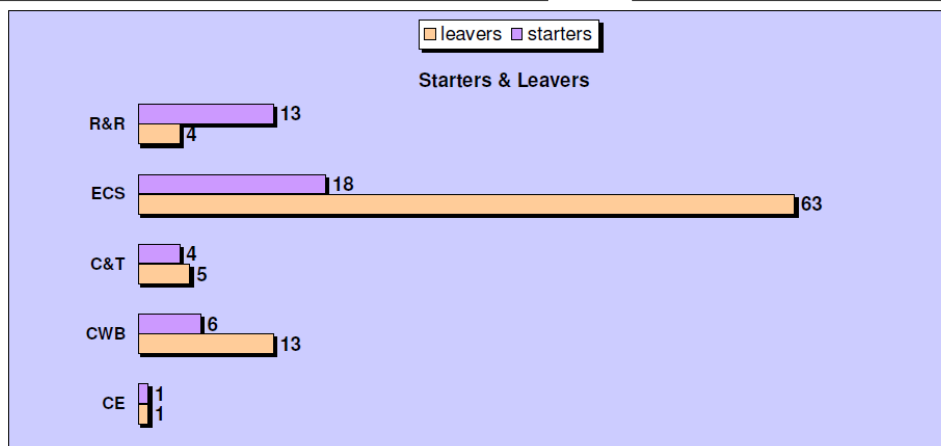 leavers starters
Starters & Leavers
R&R
13
4
ECS
18
63
C&T
4
5
CWB
6
13
CE
1
1